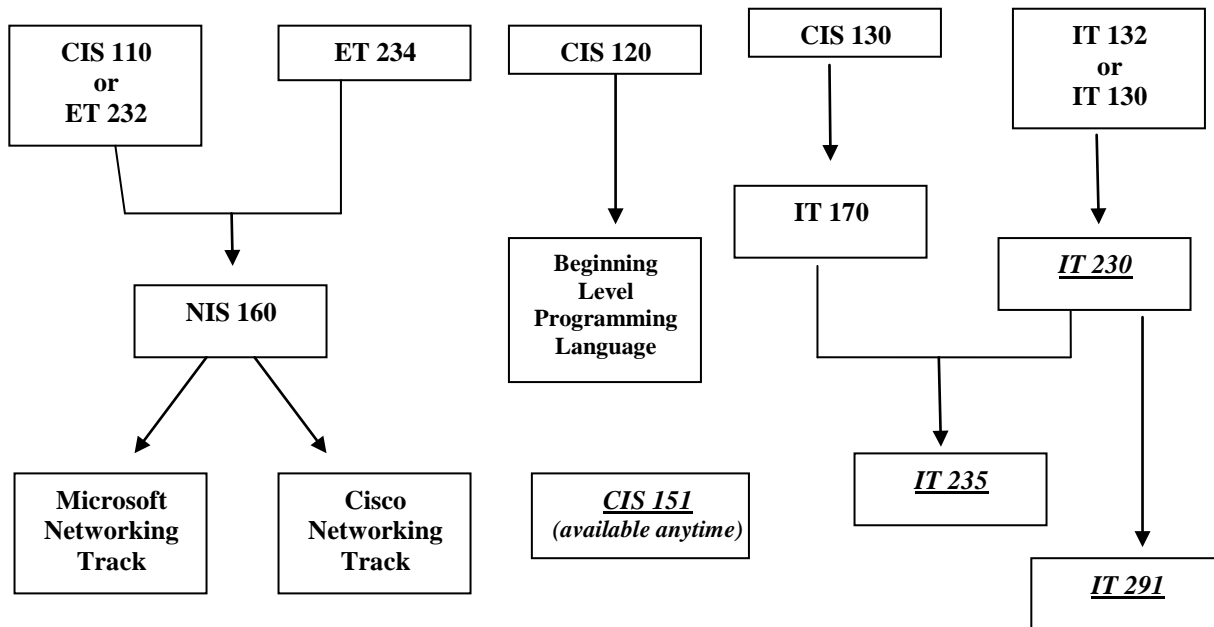 CIS 110
or
ET 232
ET 234
CIS 120
CIS 130
IT 132
or
IT 130
IT 170
Beginning
Level
Programming
Language
IT 230
NIS 160
Microsoft
Networking
Track
Cisco
Networking
Track
CIS 151
(available anytime)
IT 235
IT 291